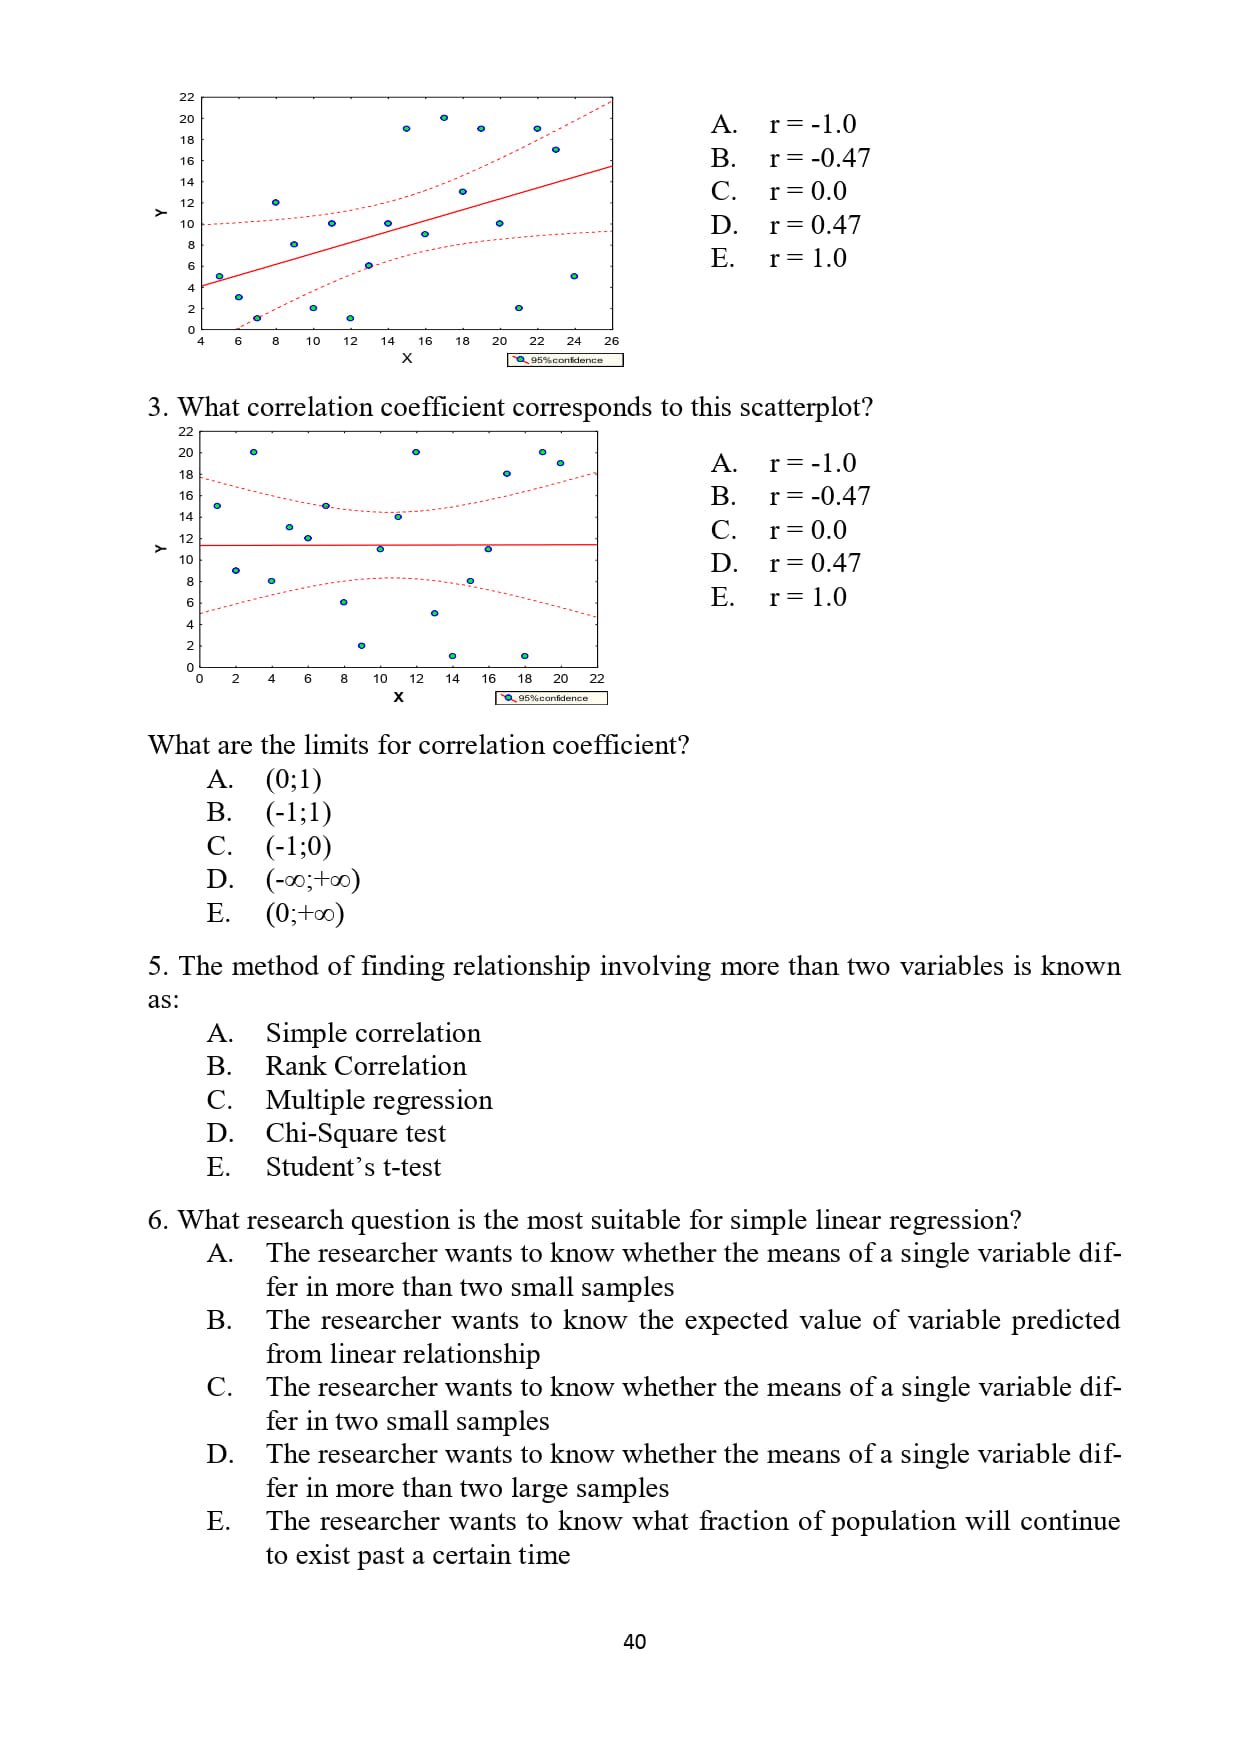 22
20
18
16
14
12
10
8
6
4
2
0
Y
4 6 8 10 12 14 16 18 20 22 24 26
X
95%confidence
A. r = -1.0
B. r = -0.47
C. r = 0.0
D. r = 0.47
E. r = 1.0
3. What correlation coefficient corresponds to this scatterplot?
22
20
18
16
14
12
10
8
6
4
2
0
Y
0 2 4 6 8 10 12 14 16 18 20 22
X
95%confidence
A. r = -1.0
B. r = -0.47
C. r = 0.0
D. r = 0.47
E. r = 1.0
What are the limits for correlation coefficient?
A. (0;1)
B. (-1;1)
C. (-1;0)
D. (-∞;+∞)
E. (0;+∞)
5. The method of finding relationship involving more than two variables is known
as:
A. Simple correlation
B. Rank Correlation
C. Multiple regression
D. Chi-Square test
E. Student’s t-test
6. What research question is the most suitable for simple linear regression?
A. The researcher wants to know whether the means of a single variable dif-
fer in more than two small samples
B. The researcher wants to know the expected value of variable predicted
from linear relationship
C. The researcher wants to know whether the means of a single variable dif-
fer in two small samples
D. The researcher wants to know whether the means of a single variable dif-
fer in more than two large samples
E. The researcher wants to know what fraction of population will continue
to exist past a certain time
40